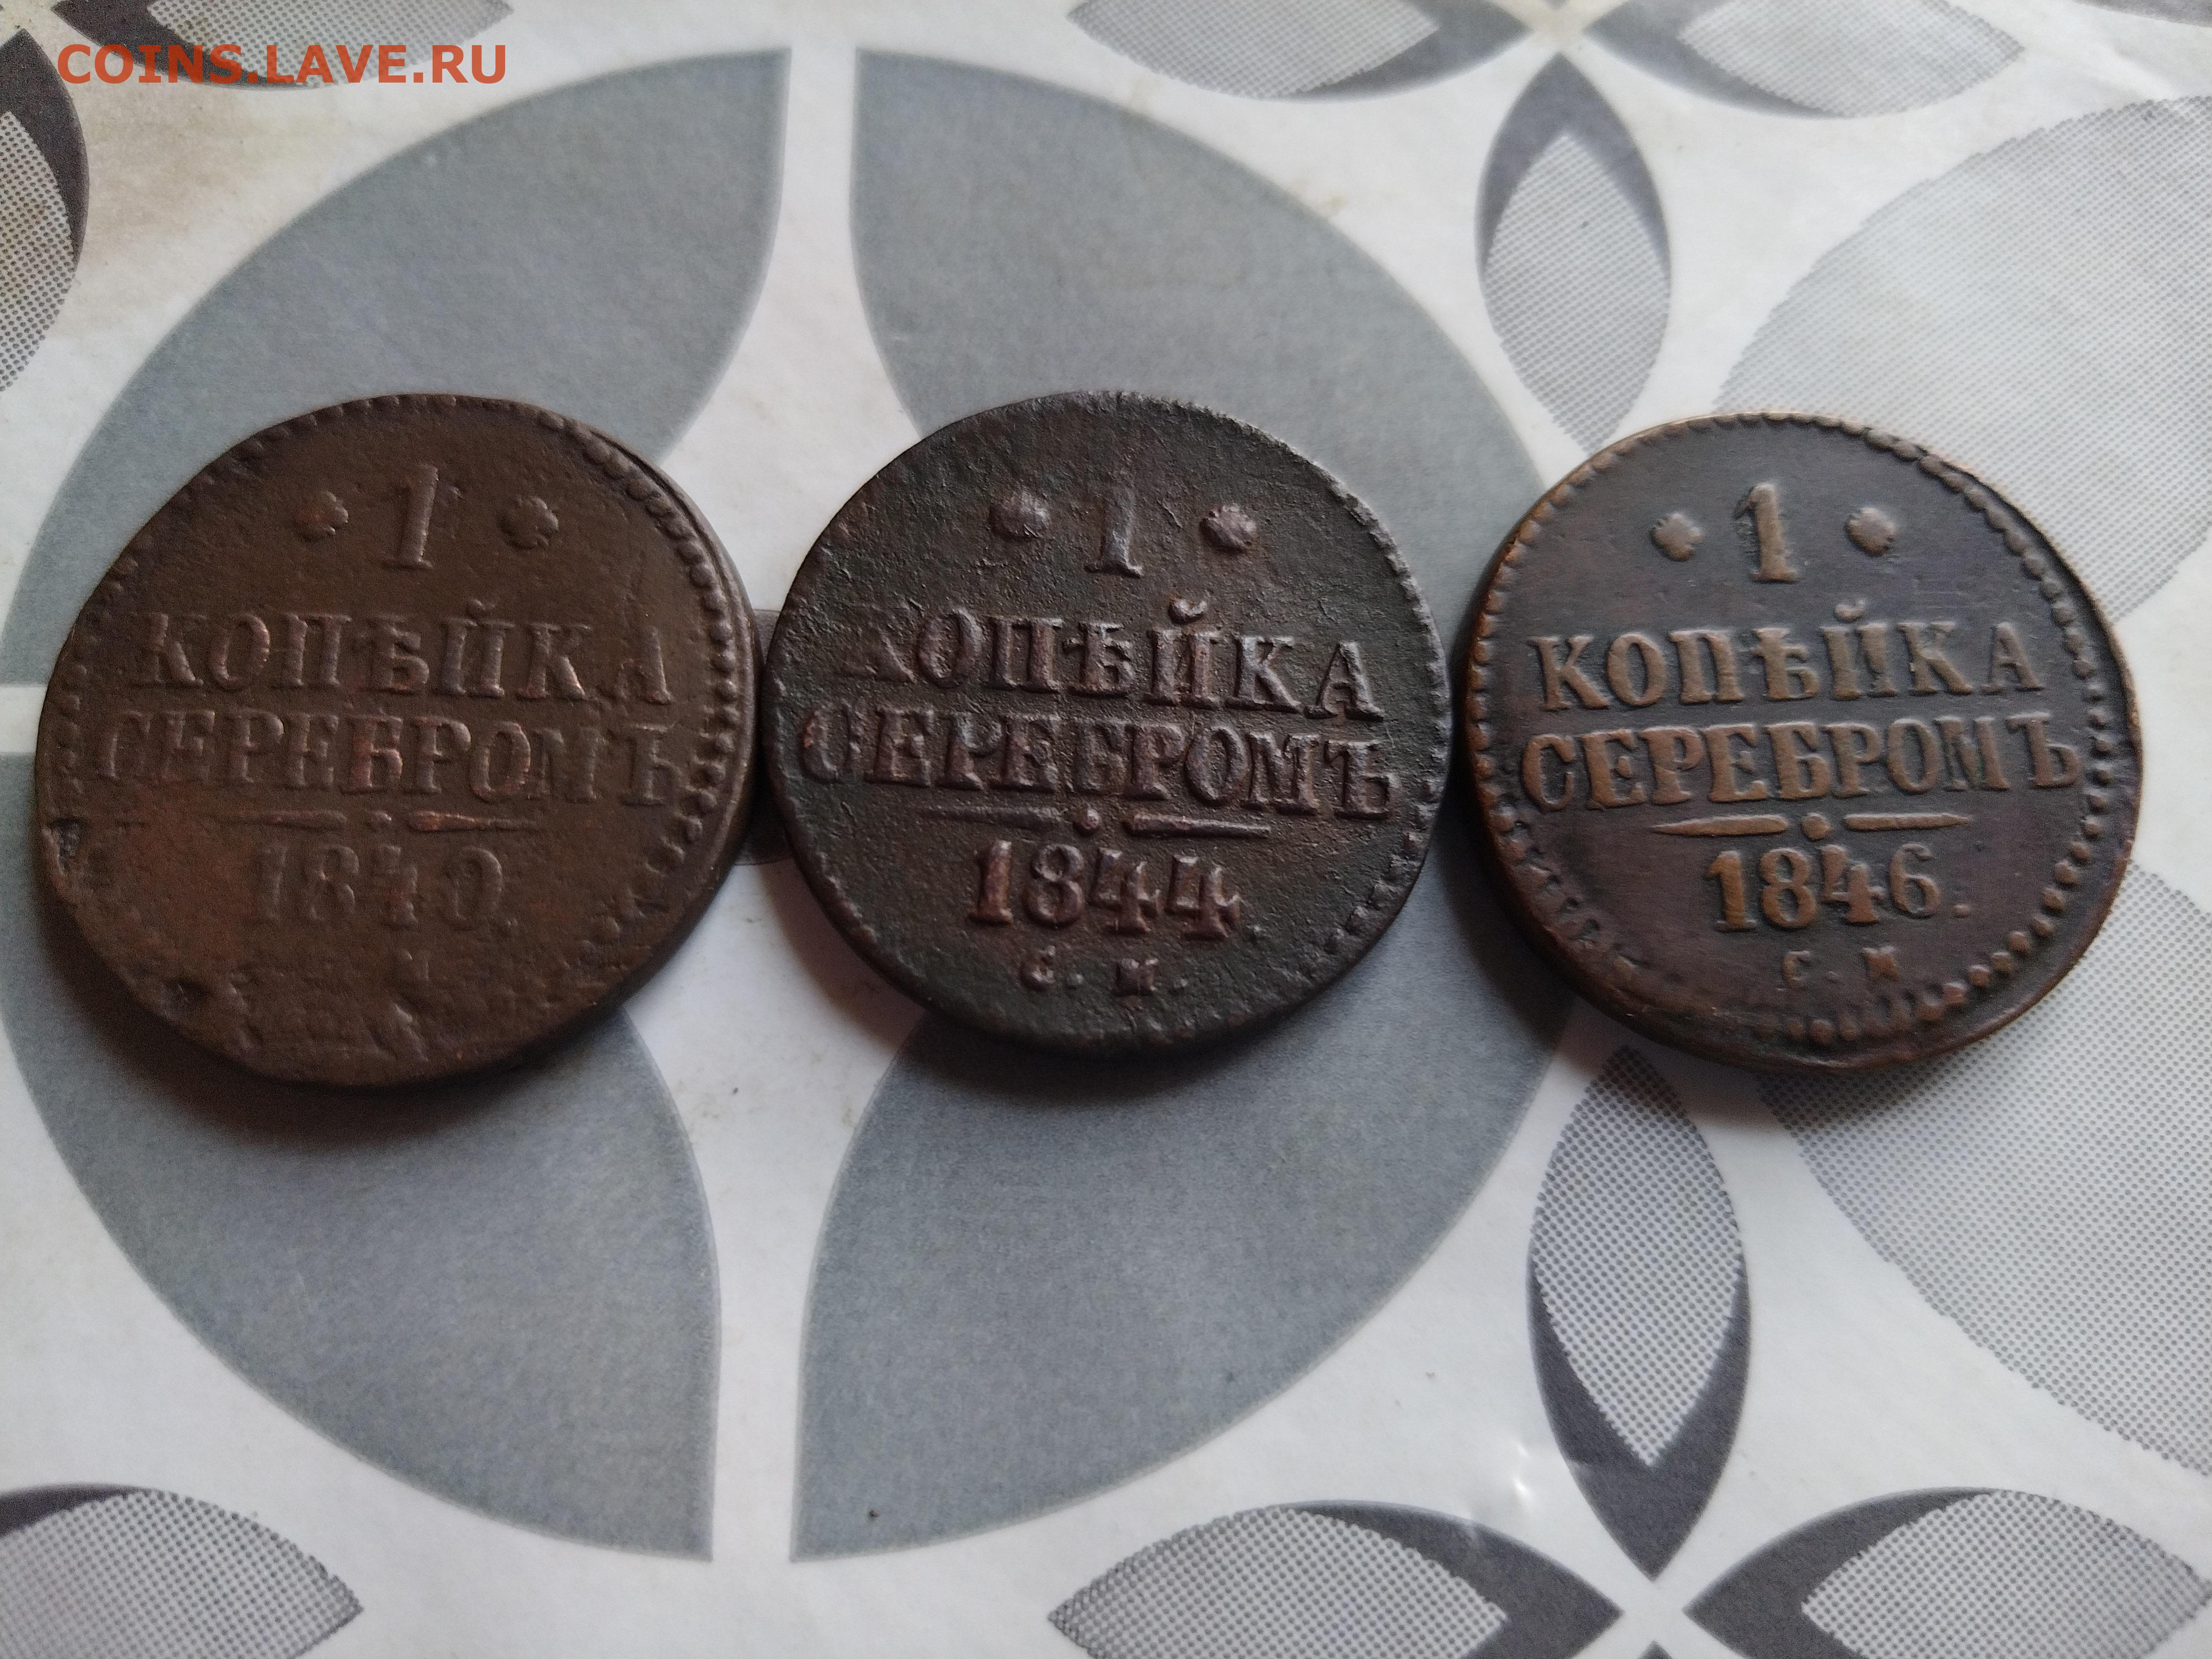 COINS.LAVE.RU
1
КОПѢЙКА
СЕРЕБРОМЪ
1840.
1
КОПѢЙКА
СЕРЕБРОМЪ
1844.
С. М.
1
КОПѢЙКА
СЕРЕБРОМЪ
1846.
С. М